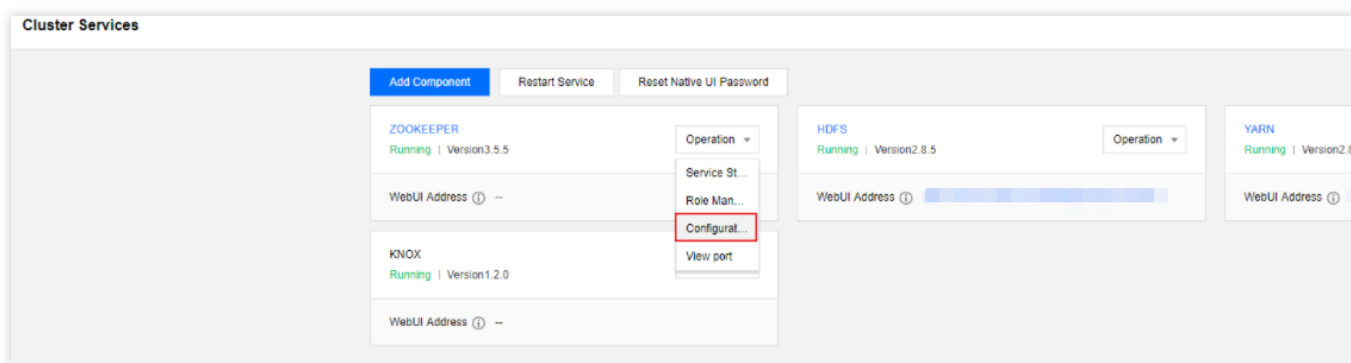 Cluster Services
Add Component
Restart Service
Reset Native UI Password
ZOOKEEPER
Running | Version3.5.5
Operation
Service St...
Role Man...
Configurat...
View port
WebUI Address --
HDFS
Running | Version2.8.5
Operation
WebUI Address
YARN
Running | Version2.8
WebUI Address
KNOX
Running | Version1.2.0
WebUI Address --